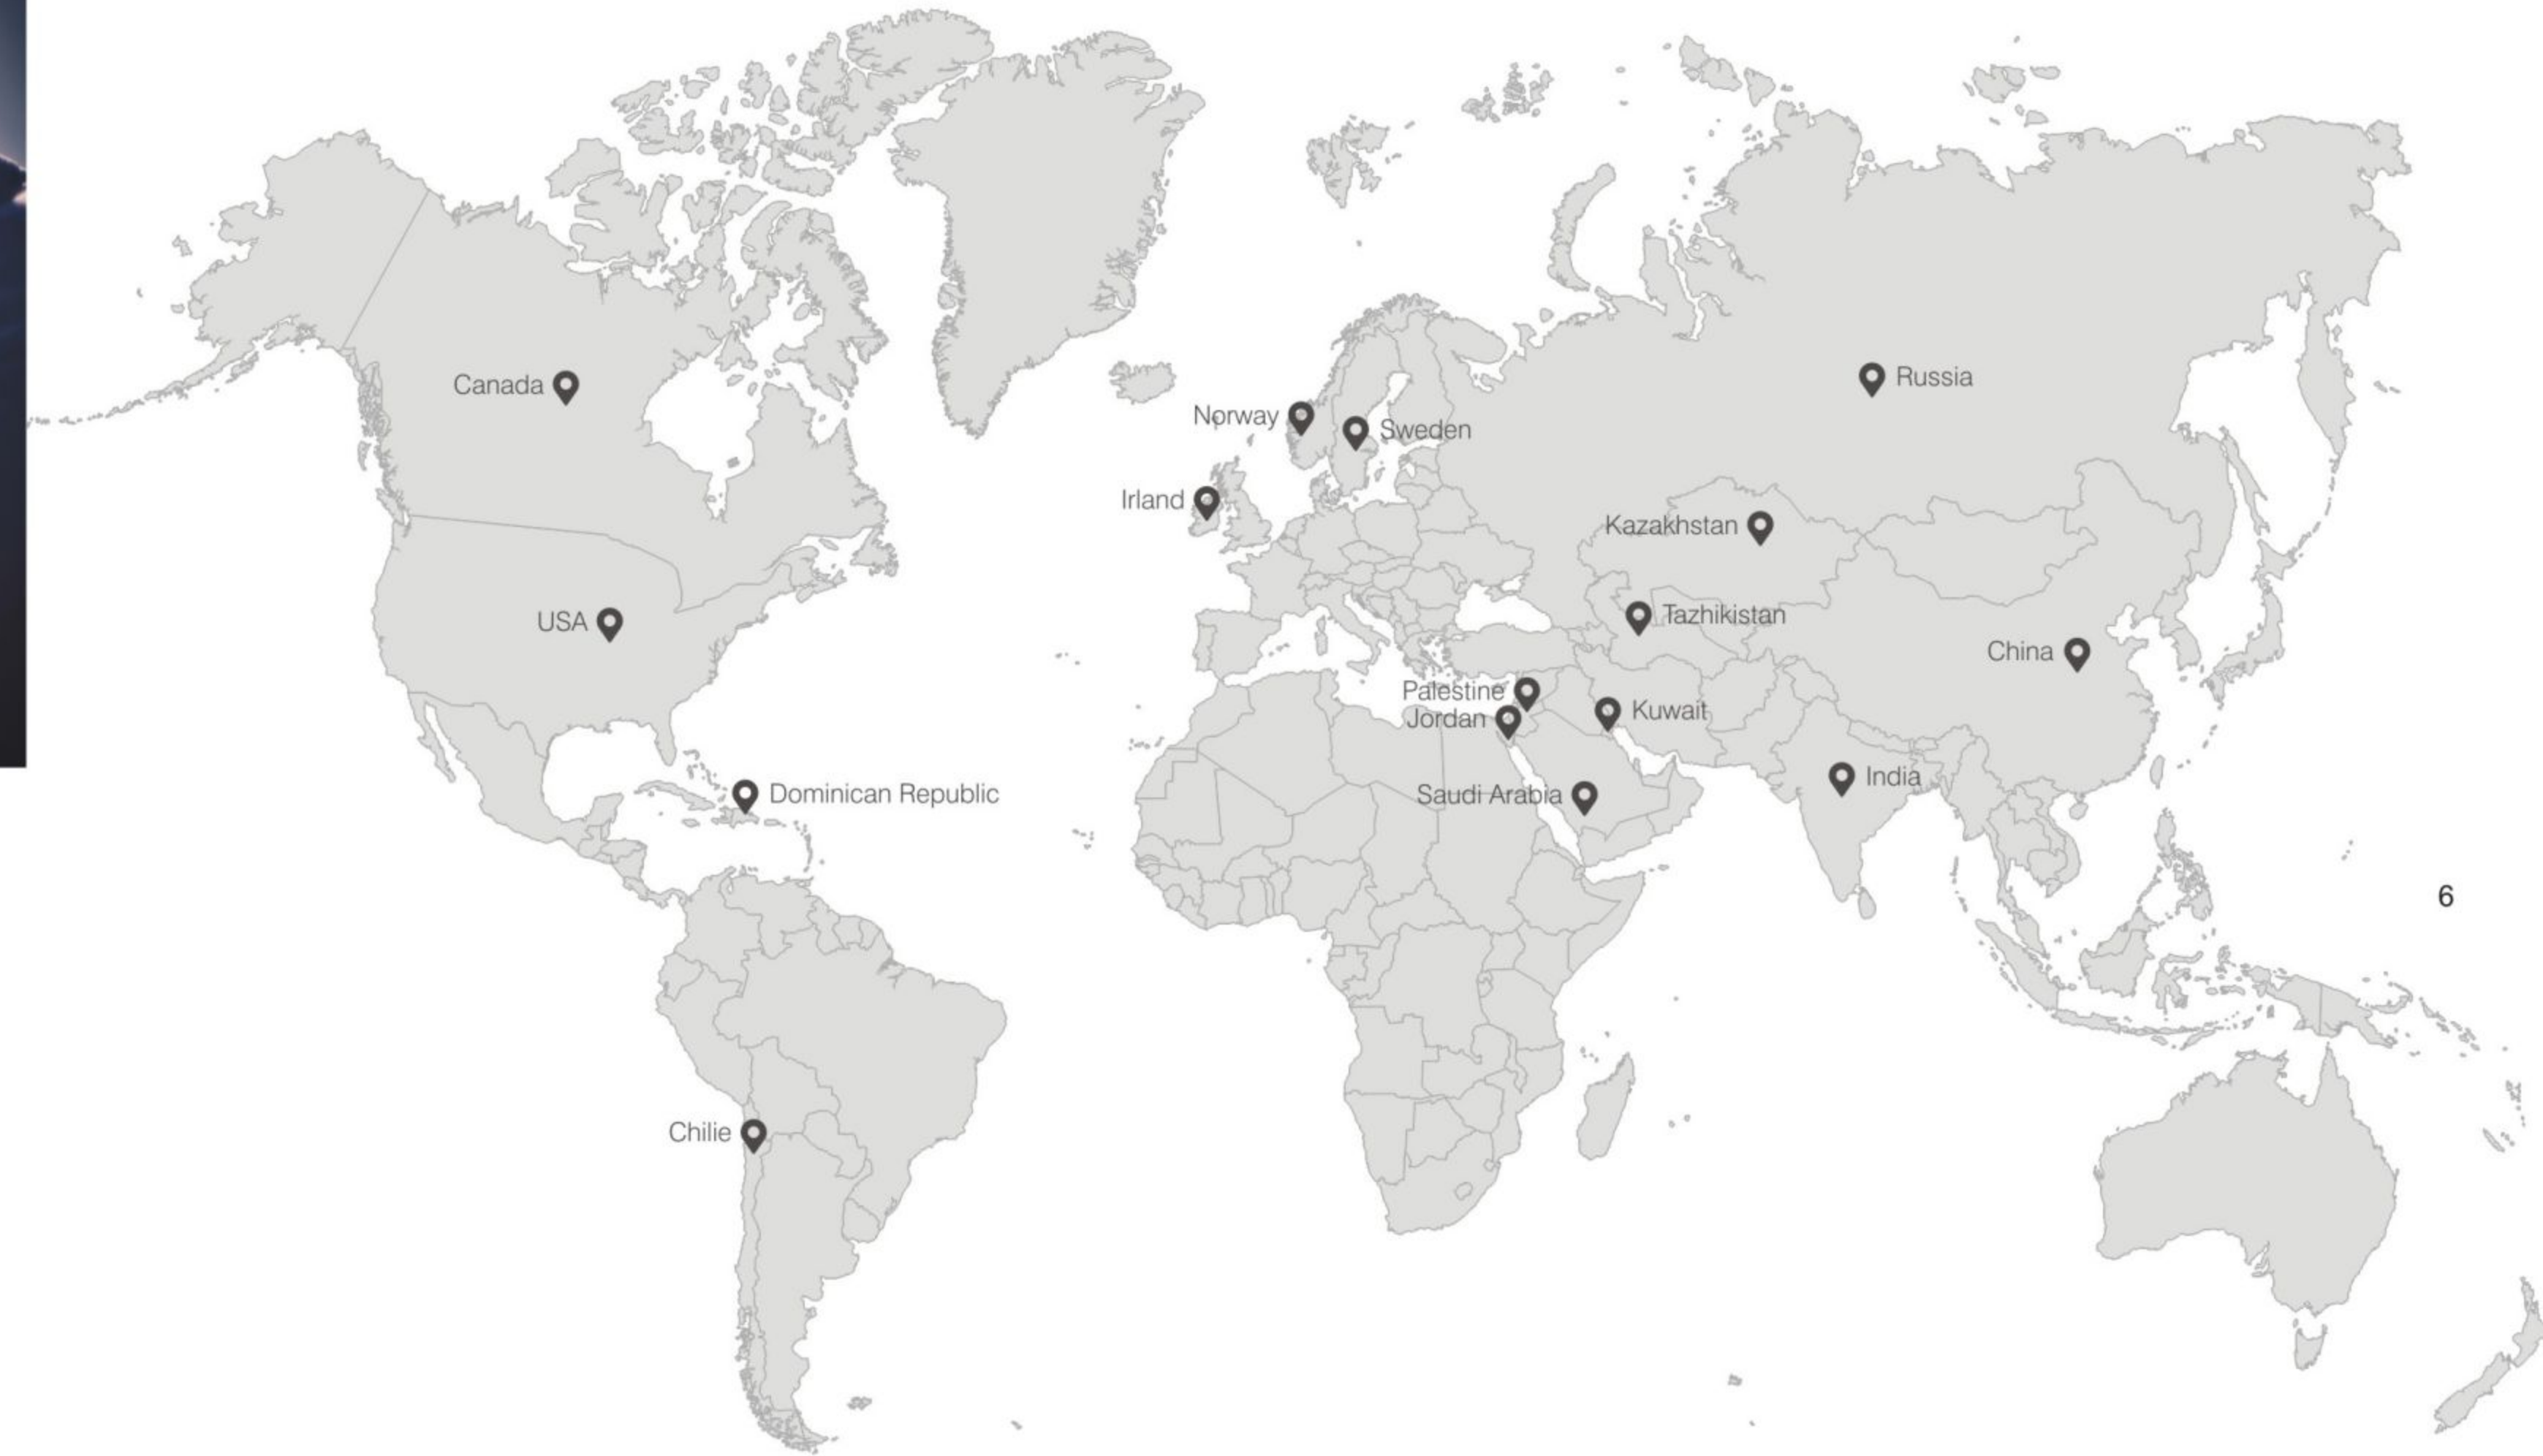 Russia
Canada
Norway
Sweden
Irland
Kazakhstan
Tazhikistan
USA
China
Palestine
Kuwait
Jordan
India
Dominican Republic
Saudi Arabia
6
Chilie